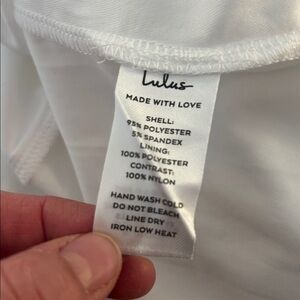 Lulus
MADE WITH LOVE
SHELL:
95% POLYESTER
5% SPANDEX
LINING:
100% POLYESTER
CONTRAST:
100% NYLON
HAND WASH COLD
DO NOT BLEACH
LINE DRY
IRON LOW HEAT